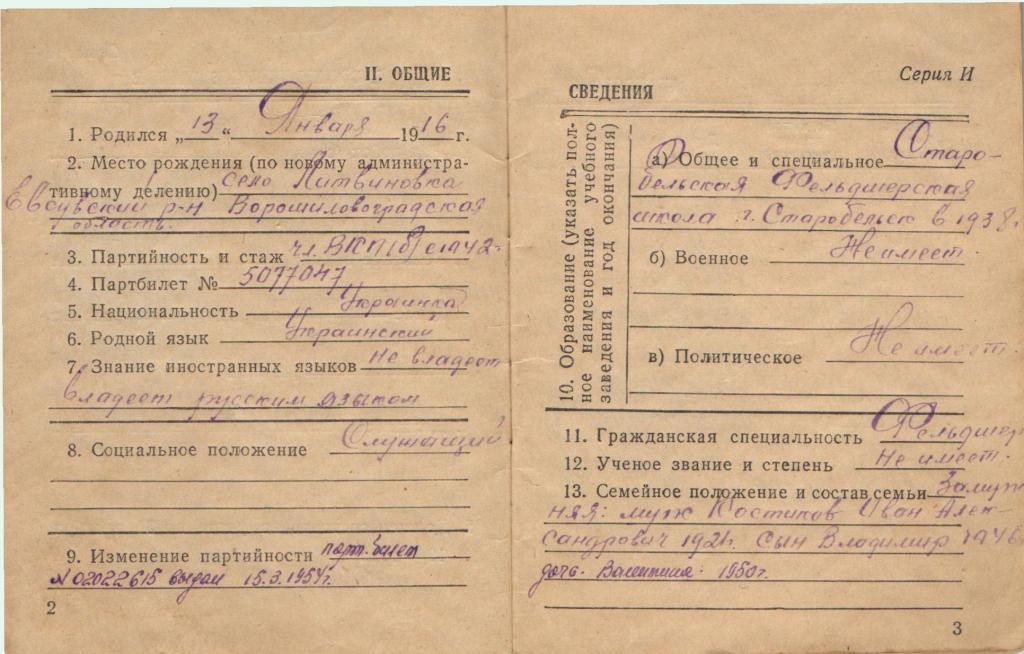 II. ОБЩИЕ
1. Родился „13“ Января 1916 г.
2. Место рождения (по новому администра-
тивному делению) село Литвиновка
Евсувский р-н Ворошиловоградская
область.
3. Партийность и стаж чл. ВКП(б) с 1942 г.
4. Партбилет № 5077047
5. Национальность Украинка
6. Родной язык Украинский
7. Знание иностранных языков не владеет
владеет русским языком
8. Социальное положение Служащий
9. Изменение партийности парт. билет
№ 02022615 выдан 15.3.1954г.
2
Серия И
СВЕДЕНИЯ
10. Образование (указать пол-
ное наименование учебного
заведения и год окончания)
а) Общее и специальное Старо-
бельская Фельдшерская
школа г. Старобельск в 1938 г
б) Военное Не имеет.
в) Политическое Не имеет.
11. Гражданская специальность Фельдшер
12. Ученое звание и степень не имеет.
13. Семейное положение и состав семьи Замуж-
няя: муж Костиков Иван Алек-
сандрович 1921г. сын Владимир 1946
дочь. Валентина: 1950г.
3